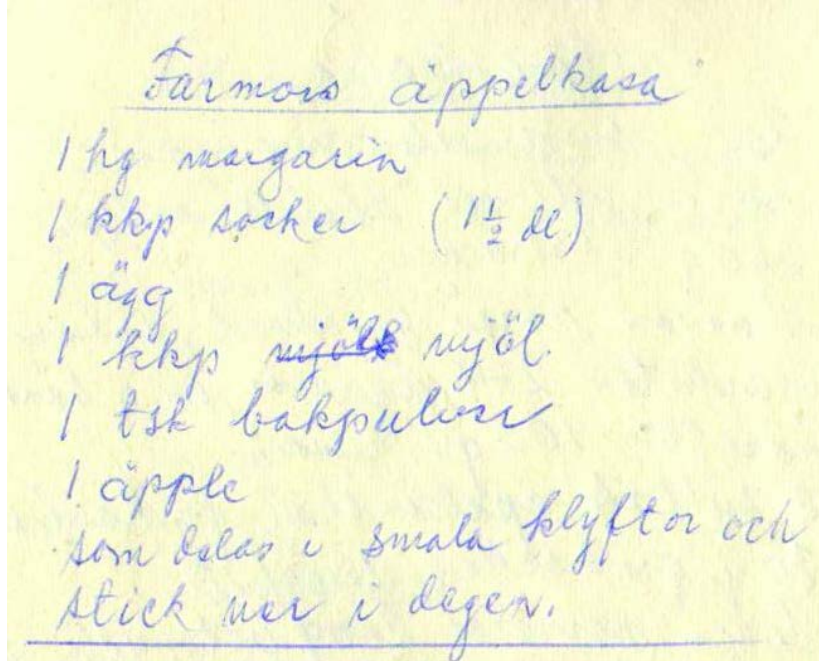 Farmors äppelkaka
1 hg margarin
1 kkp socker (1½ dl)
1 ägg
1 kkp mjölk mjöl
1 tsk bakpulver
1 äpple
som delas i smala klyftor och
stick ner i degen.